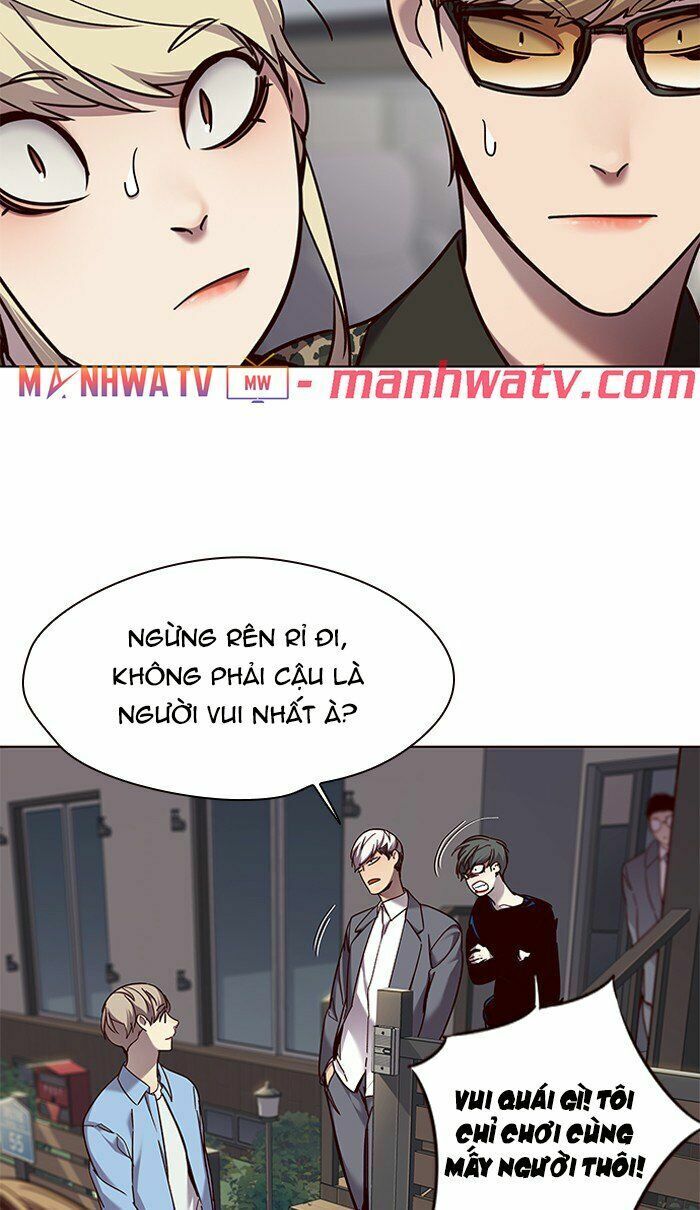 MANHWA TV MW - manhwatv.com
NGỪNG RÊN RỈ ĐI,
KHÔNG PHẢI CẬU LÀ
NGƯỜI VUI NHẤT À?
VUI QUÁI GÌ! TÔI
CHỈ CHƠI CÙNG
MẤY NGƯỜI THÔI!
55